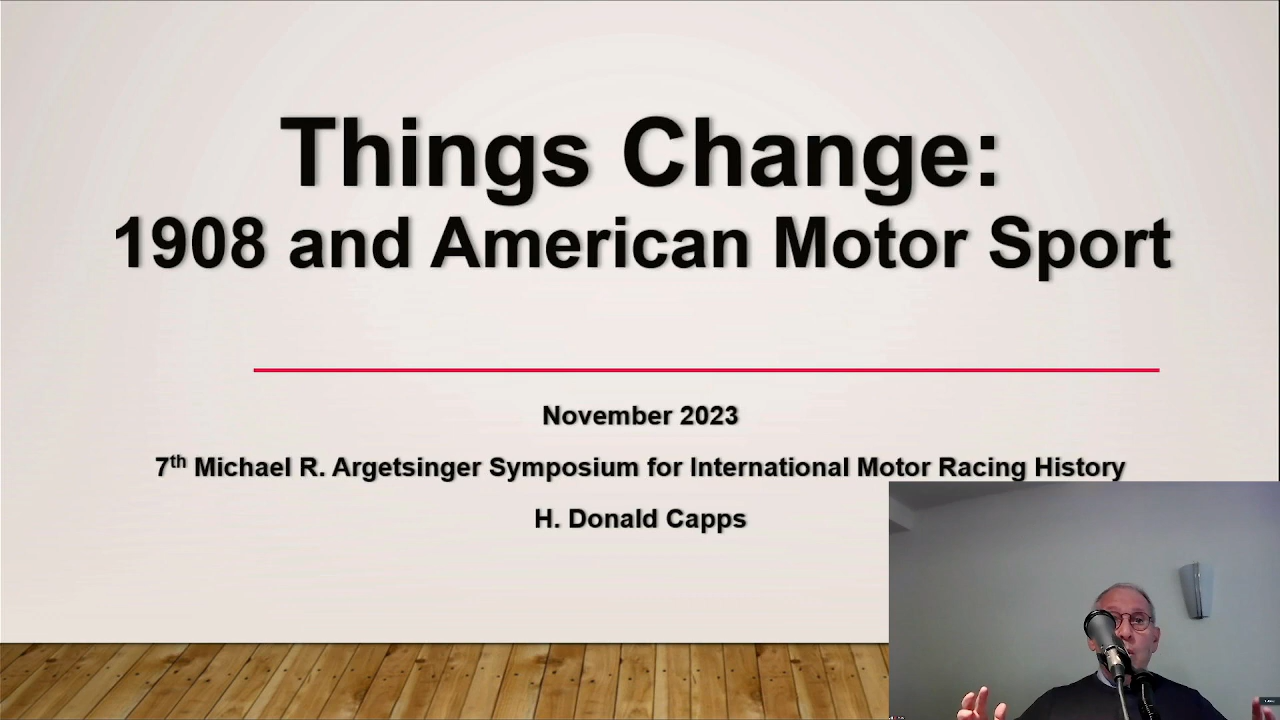 Things Change:
1908 and American Motor Sport
November 2023
7th Michael R. Argetsinger Symposium for International Motor Racing History
H. Donald Capps